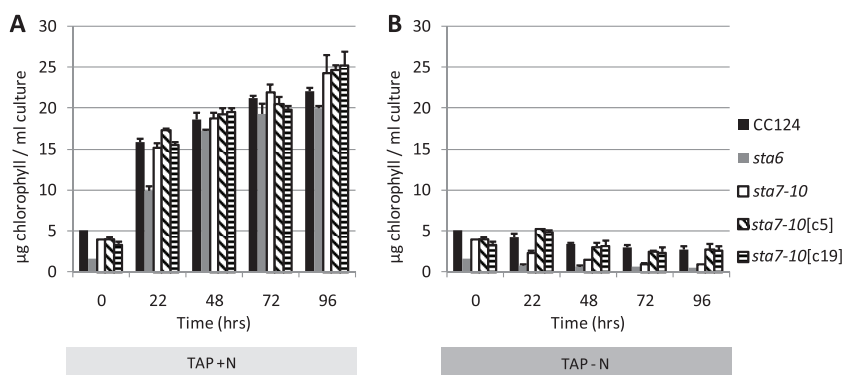 A
µg chlorophyll / ml culture
30
25
20
15
10
5
0
0 22 48 72 96
Time (hrs)
TAP +N
B
µg chlorophyll / ml culture
30
25
20
15
10
5
0
0 22 48 72 96
Time (hrs)
TAP - N
CC124
sta6
sta7-10
sta7-10[c5]
sta7-10[c19]